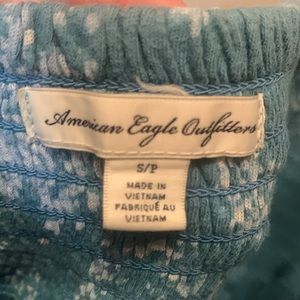 American Eagle Outfitters
S/P
MADE IN
VIETNAM
FABRIQUÉ AU
VIETNAM